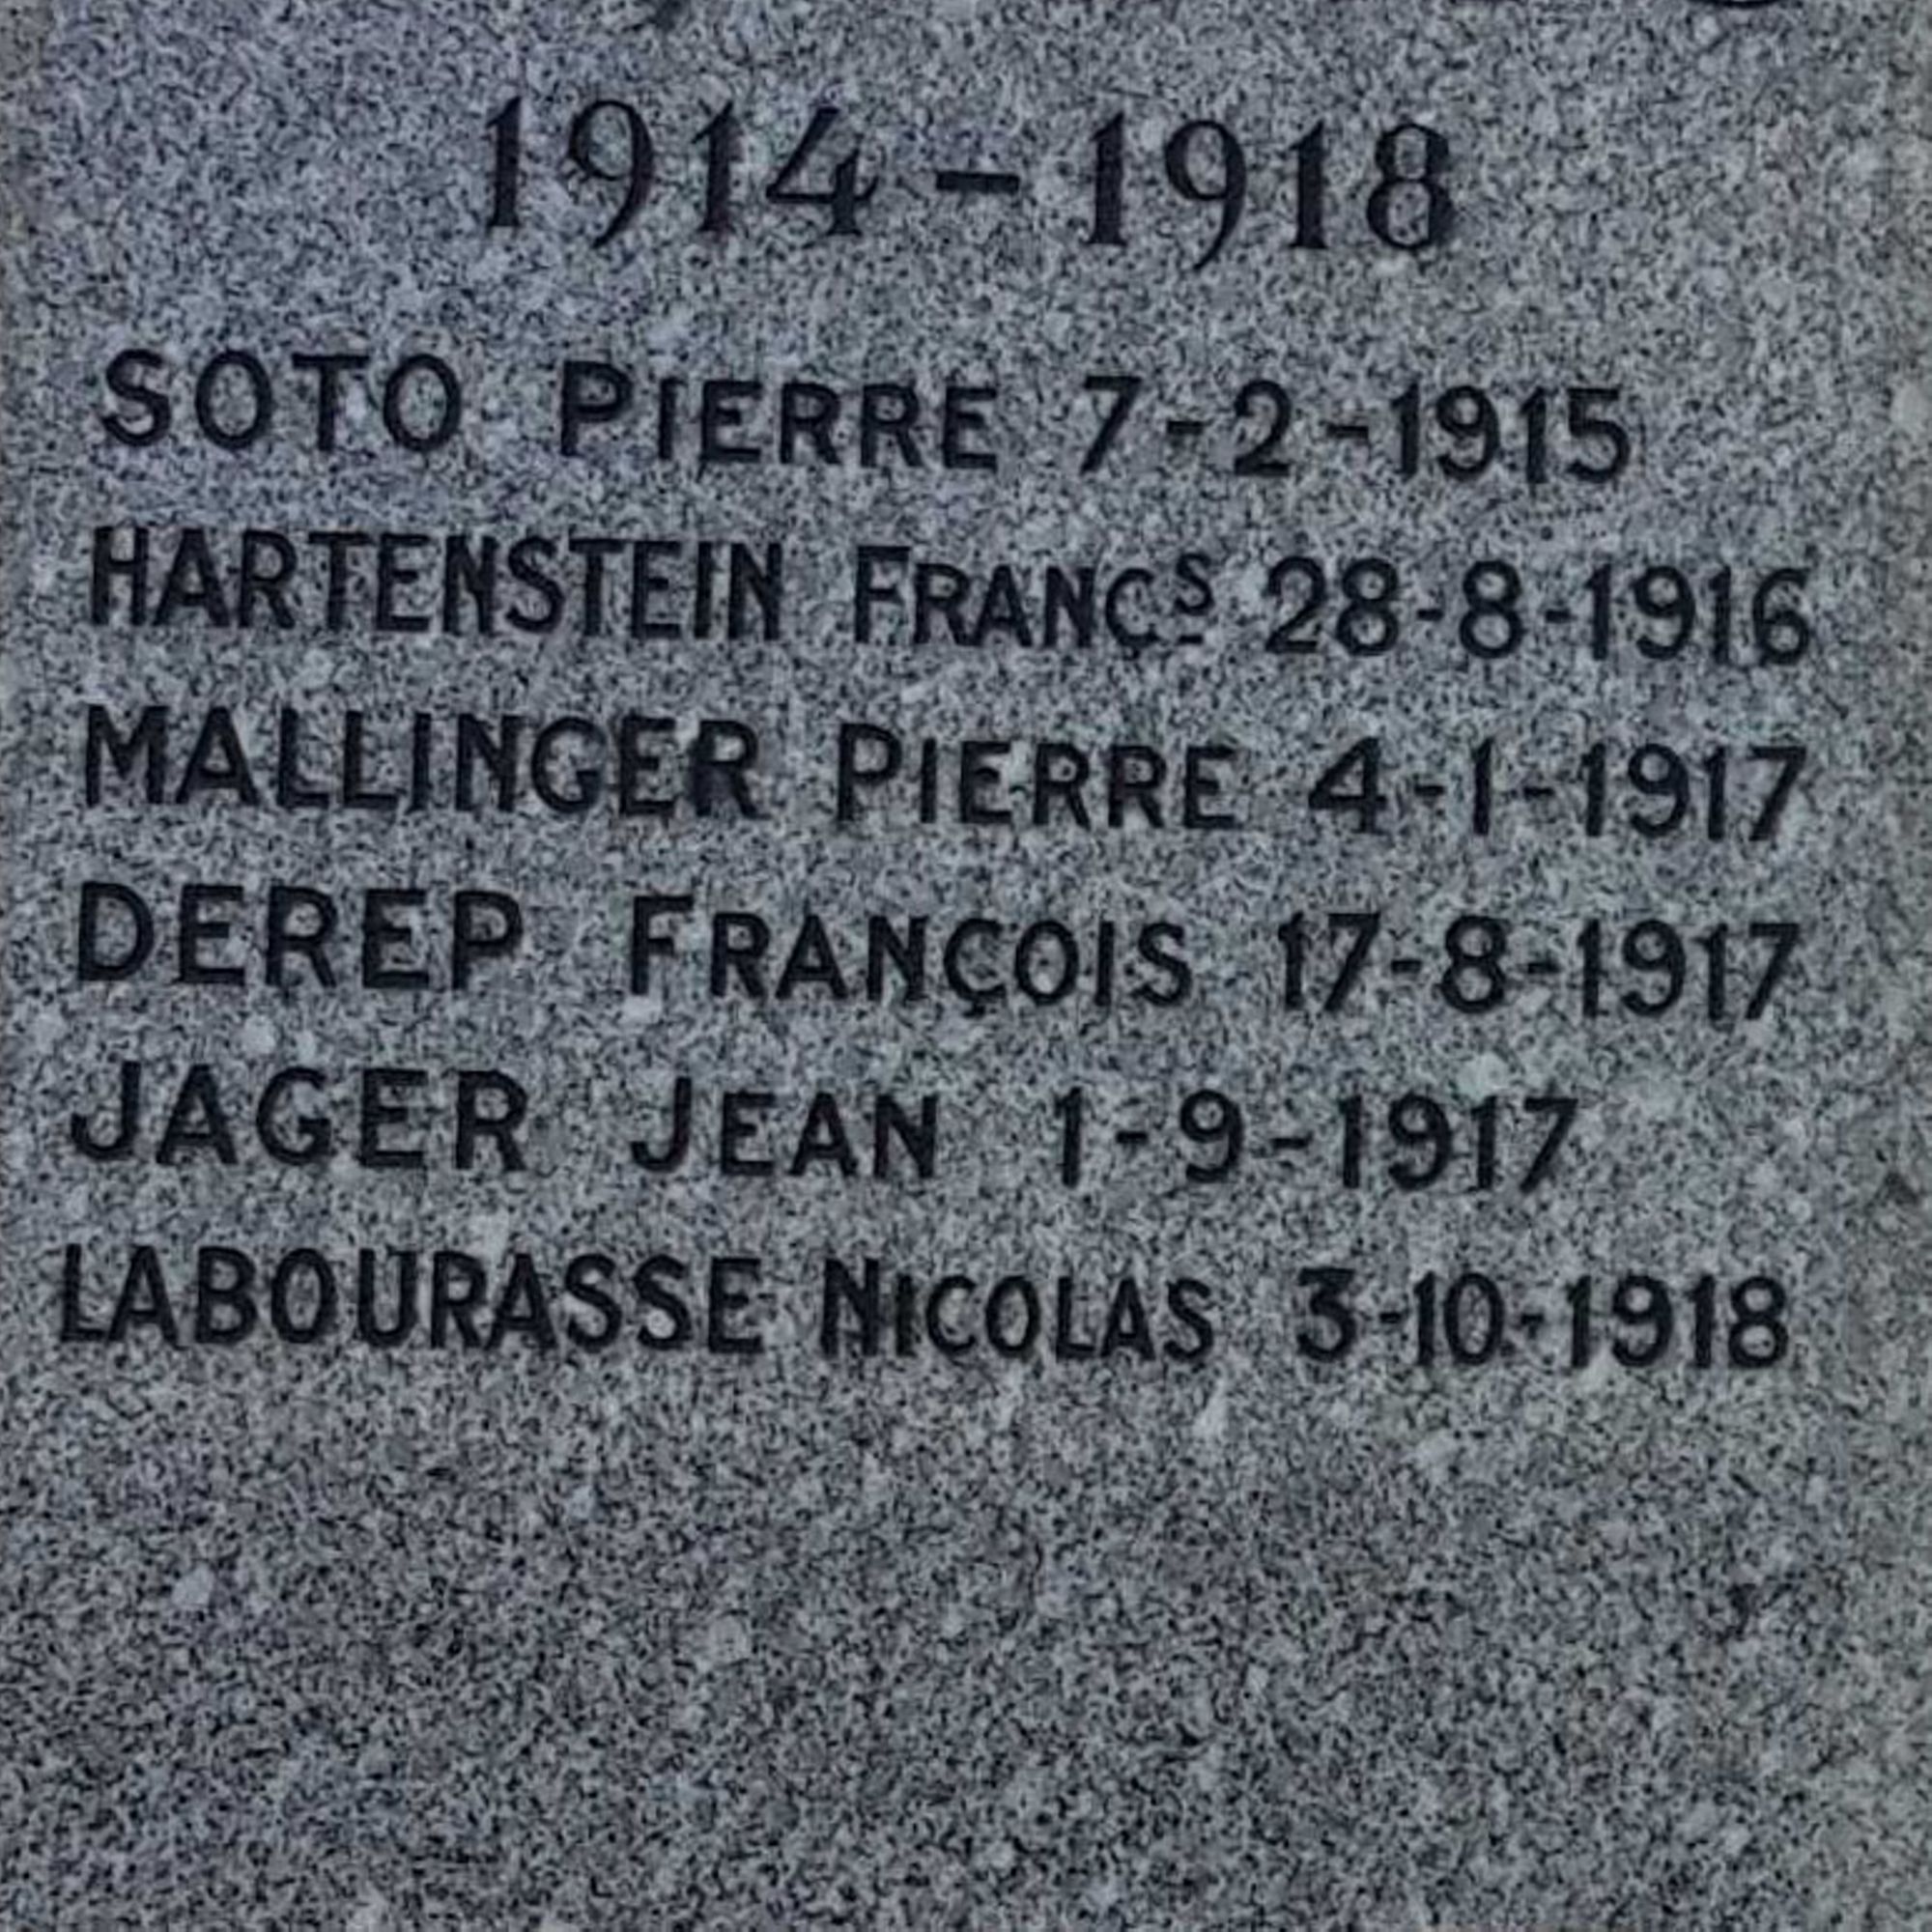 1914 - 1918
SOTO PIERRE 7-2-1915
HARTENSTEIN FRANÇS 28-8-1916
MALLINGER PIERRE 4-1-1917
DEREP FRANÇOIS 17-8-1917
JAGER JEAN 1-9-1917
LABOURASSE NICOLAS 3-10-1918